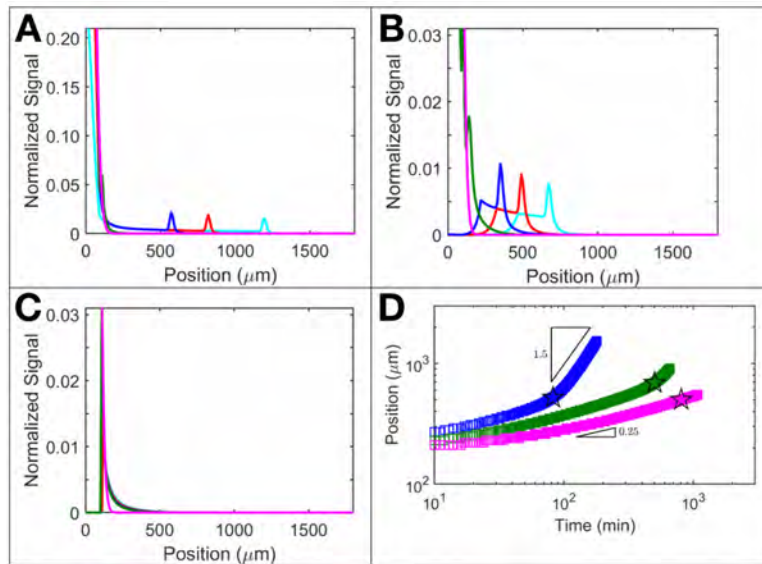 A
Normalized Signal
0.20
0.15
0.10
0.05
0
0 500 1000 1500
Position (μm)
B
Normalized Signal
0.03
0.02
0.01
0
0 500 1000 1500
Position (μm)
C
Normalized Signal
0.03
0.02
0.01
0
0 500 1000 1500
Position (μm)
D
Position (μm)
10³
10²
1.5
0.25
10¹ 10² 10³
Time (min)